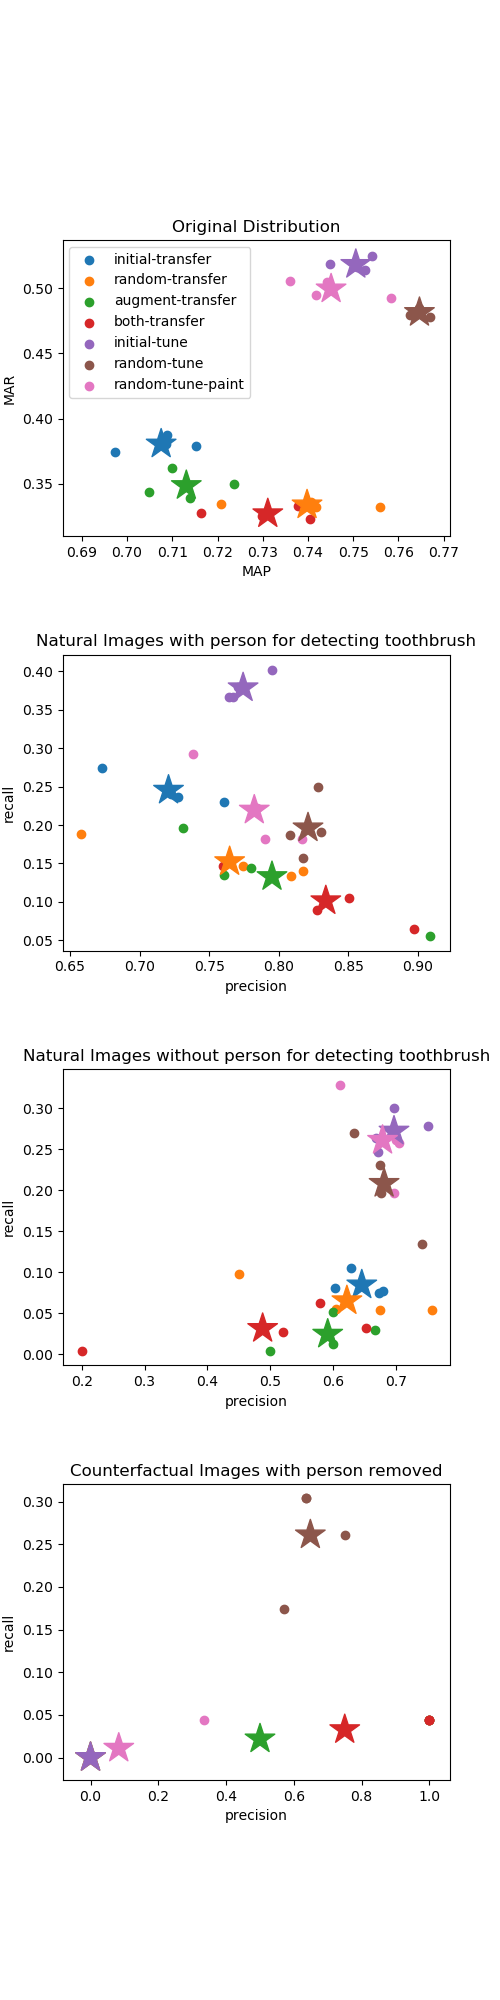 Original Distribution
initial-transfer
random-transfer
augment-transfer
both-transfer
initial-tune
random-tune
random-tune-paint
0.50
0.45
0.40
0.35
MAR
0.69 0.70 0.71 0.72 0.73 0.74 0.75 0.76 0.77
MAP
Natural Images with person for detecting toothbrush
0.40
0.35
0.30
0.25
0.20
0.15
0.10
0.05
recall
0.65 0.70 0.75 0.80 0.85 0.90
precision
Natural Images without person for detecting toothbrush
0.30
0.25
0.20
0.15
0.10
0.05
0.00
recall
0.2 0.3 0.4 0.5 0.6 0.7
precision
Counterfactual Images with person removed
0.30
0.25
0.20
0.15
0.10
0.05
0.00
recall
0.0 0.2 0.4 0.6 0.8 1.0
precision